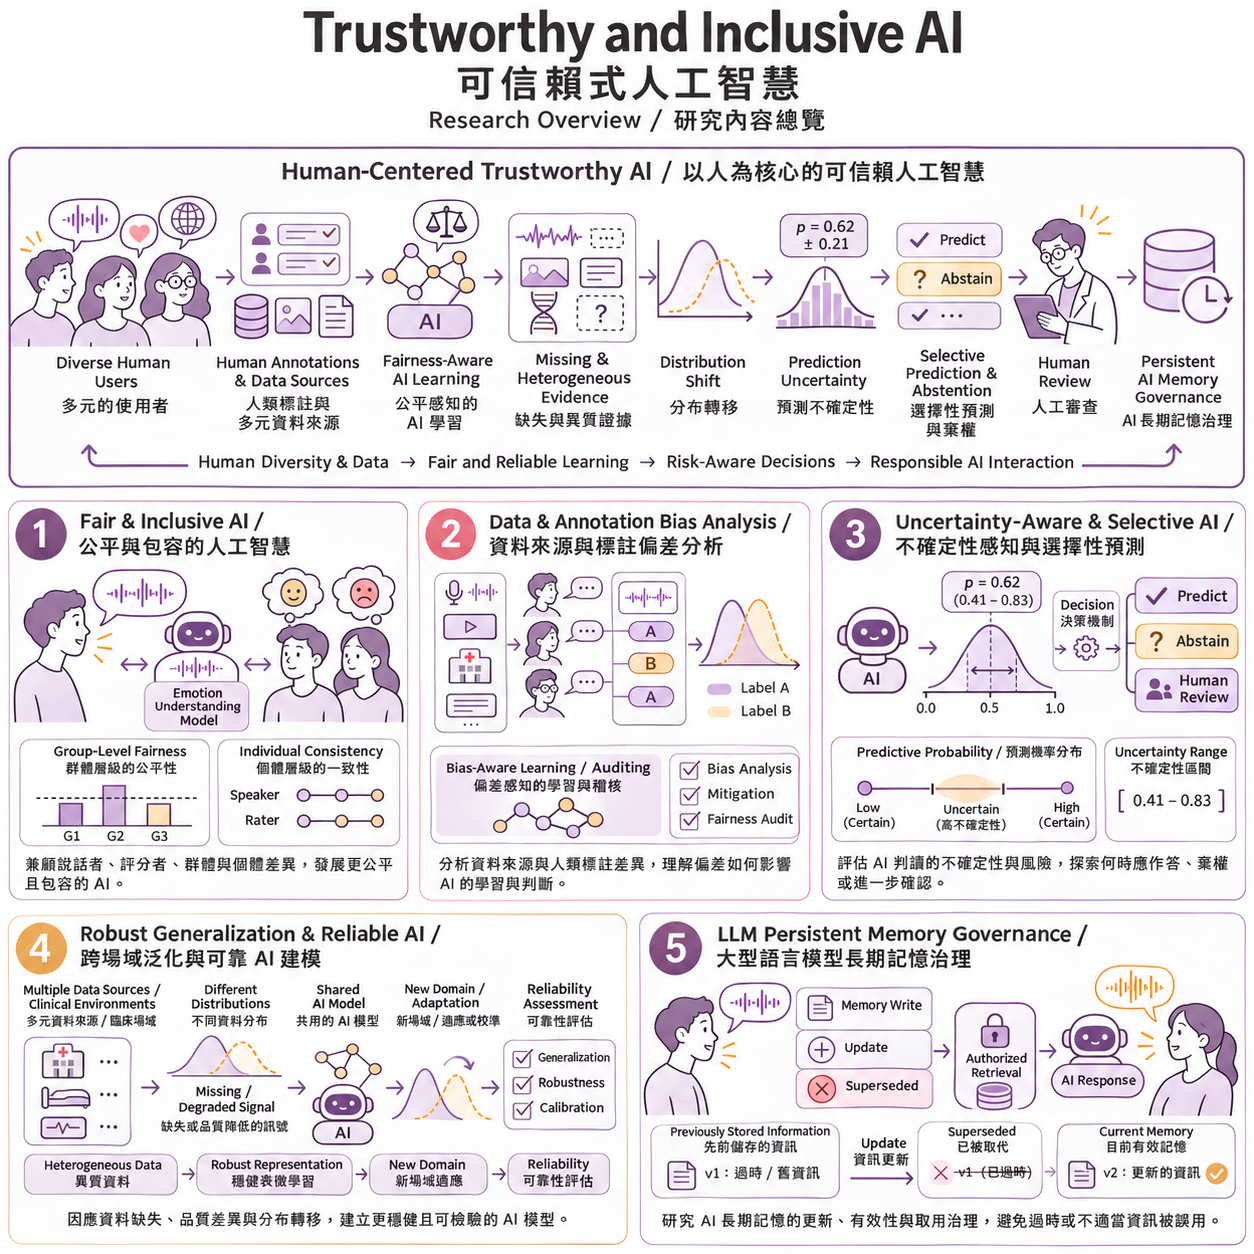 Trustworthy and Inclusive AI
可信賴式人工智慧
Research Overview / 研究內容總覽
Human-Centered Trustworthy AI / 以人為核心的可信賴人工智慧
p = 0.62
± 0.21
AI
?
Predict
? Abstain
...
Diverse Human
Users
多元的使用者
Human Annotations
& Data Sources
人類標註與
多元資料來源
Fairness-Aware
AI Learning
公平感知的
AI 學習
Missing &
Heterogeneous
Evidence
缺失與異質證據
Distribution
Shift
分布轉移
Prediction
Uncertainty
預測不確定性
Selective
Prediction &
Abstention
選擇性預測
與棄權
Human
Review
人工審查
Persistent
AI Memory
Governance
AI 長期記憶治理
Human Diversity & Data → Fair and Reliable Learning → Risk-Aware Decisions → Responsible AI Interaction
1
Fair & Inclusive AI /
公平與包容的人工智慧
Emotion
Understanding
Model
Group-Level Fairness
群體層級的公平性
G1 G2 G3
Individual Consistency
個體層級的一致性
Speaker
Rater
兼顧說話者、評分者、群體與個體差異，發展更公平
且包容的 AI。
2
Data & Annotation Bias Analysis /
資料來源與標註偏差分析
...
...
...
...
A
B
A
Label A
Label B
Bias-Aware Learning / Auditing
偏差感知的學習與稽核
Bias Analysis
Mitigation
Fairness Audit
分析資料來源與人類標註差異，理解偏差如何影響
AI 的學習與判斷。
3
Uncertainty-Aware & Selective AI /
不確定性感知與選擇性預測
AI
p = 0.62
(0.41 – 0.83)
0.0 0.5 1.0
Decision
決策機制
Predict
? Abstain
Human
Review
Predictive Probability / 預測機率分布
Low
(Certain)
Uncertain
(高不確定性)
High
(Certain)
Uncertainty Range
不確定性區間
[ 0.41 – 0.83 ]
評估 AI 判讀的不確定性與風險，探索何時應作答、棄權
或進一步確認。
4
Robust Generalization & Reliable AI /
跨場域泛化與可靠 AI 建模
Multiple Data Sources /
Clinical Environments
多元資料來源 / 臨床場域
...
...
...
Different
Distributions
不同資料分布
Missing /
Degraded Signal
缺失或品質降低的訊號
Shared
AI Model
共用的 AI 模型
AI
New Domain /
Adaptation
新場域 / 適應或校準
Reliability
Assessment
可靠性評估
Generalization
Robustness
Calibration
Heterogeneous Data
異質資料
Robust Representation
穩健表徵學習
New Domain
新場域適應
Reliability
可靠性評估
因應資料缺失、品質差異與分布轉移，建立更穩健且可檢驗的 AI 模型。
5
LLM Persistent Memory Governance /
大型語言模型長期記憶治理
Memory Write
Update
Superseded
Authorized
Retrieval
AI Response
Previously Stored Information
先前儲存的資訊
v1：過時 / 舊資訊
Update
資訊更新
Superseded
已被取代
v1（已過時）
Current Memory
目前有效記憶
v2：更新的資訊
研究 AI 長期記憶的更新、有效性與取用治理，避免過時或不適當資訊被誤用。